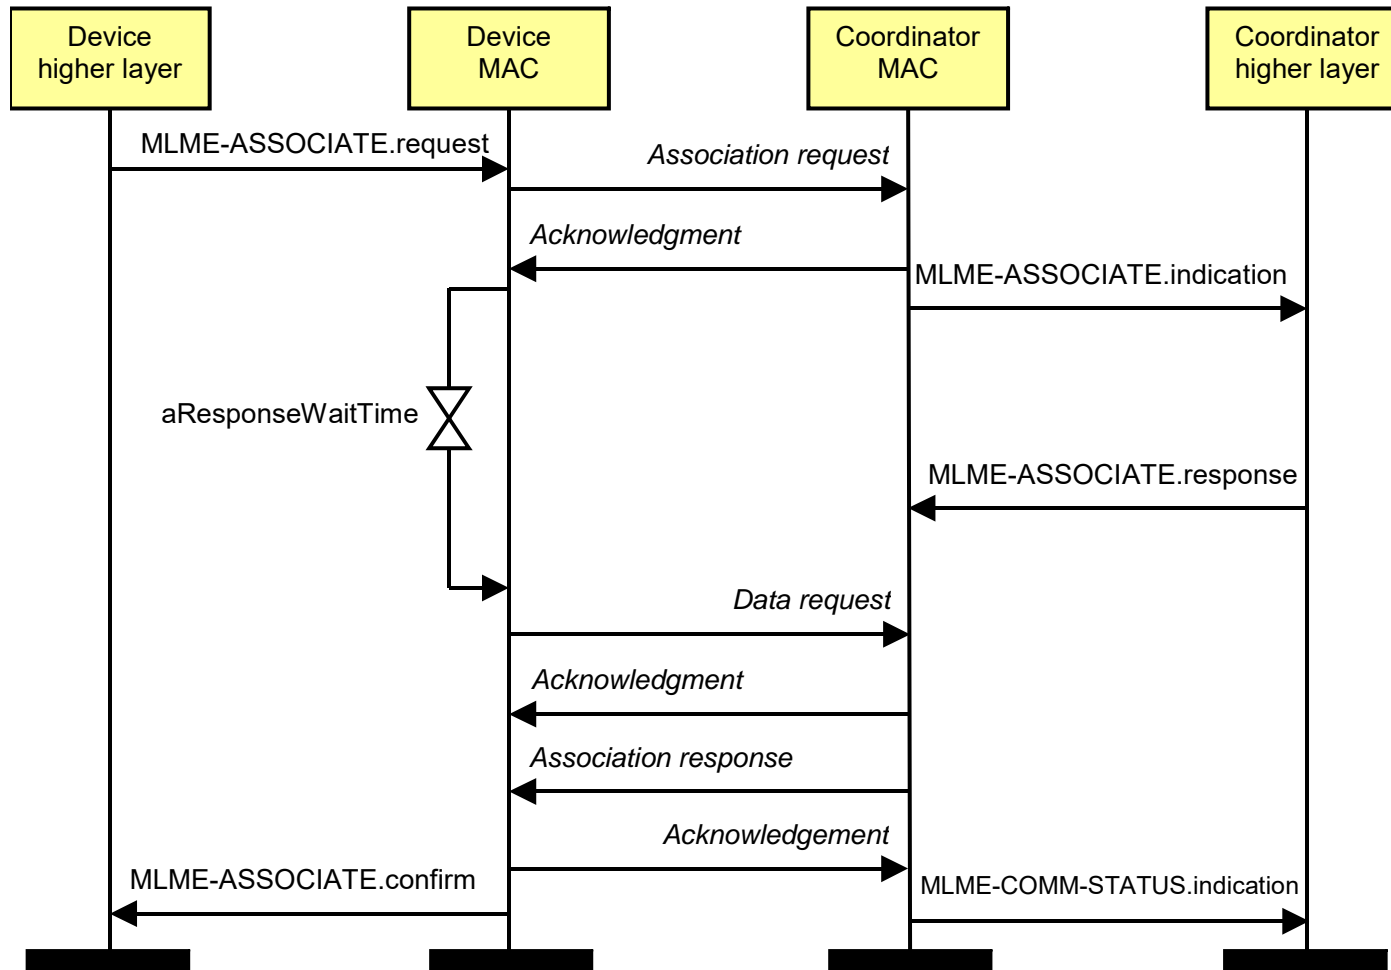 Device
higher layer
Device
MAC
Coordinator
MAC
Coordinator
higher layer
MLME-ASSOCIATE.request
Association request
Acknowledgment
MLME-ASSOCIATE.indication
aResponseWaitTime
MLME-ASSOCIATE.response
Data request
Acknowledgment
Association response
Acknowledgement
MLME-ASSOCIATE.confirm
MLME-COMM-STATUS.indication